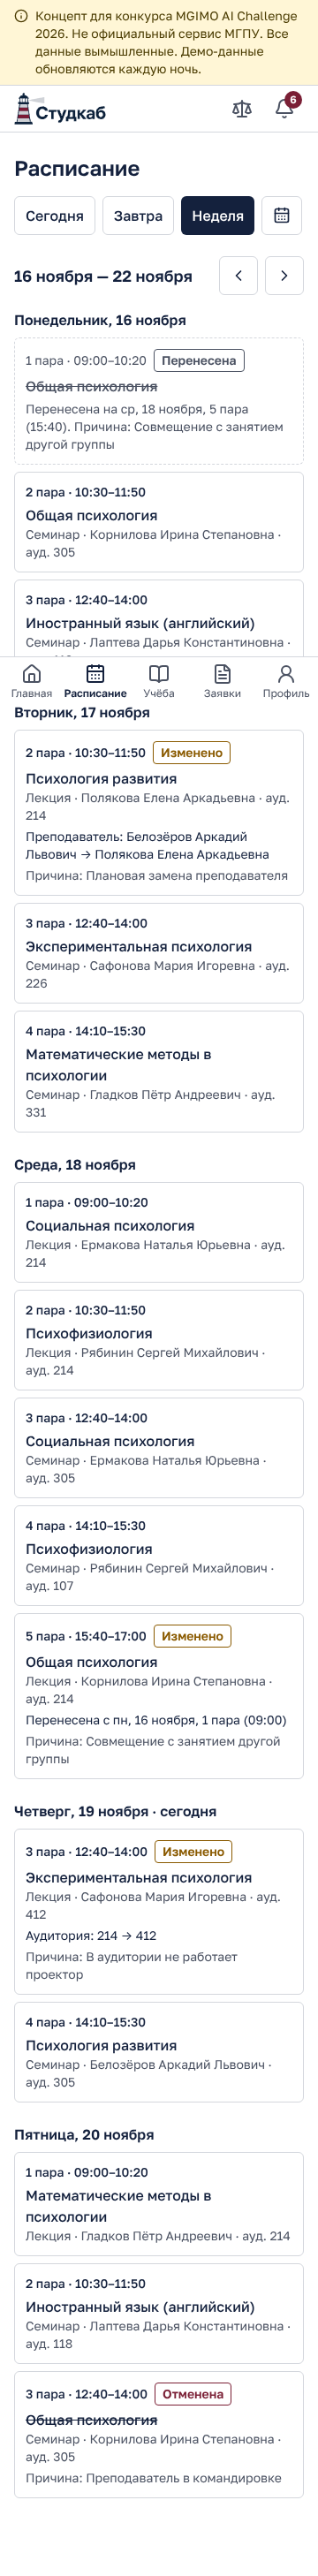 Концепт для конкурса MGIMO AI Challenge
2026. Не официальный сервис МГПУ. Все
данные вымышленные. Демо-данные
обновляются каждую ночь.
Студкаб
6
Расписание
Сегодня
Завтра
Неделя
16 ноября — 22 ноября
Понедельник, 16 ноября
1 пара · 09:00–10:20 Перенесена
Общая психология
Перенесена на ср, 18 ноября, 5 пара
(15:40). Причина: Совмещение с занятием
другой группы
2 пара · 10:30–11:50
Общая психология
Семинар · Корнилова Ирина Степановна ·
ауд. 305
3 пара · 12:40–14:00
Иностранный язык (английский)
Семинар · Лаптева Дарья Константиновна ·
Главная
Расписание
Учёба
Заявки
Профиль
Вторник, 17 ноября
2 пара · 10:30–11:50 Изменено
Психология развития
Лекция · Полякова Елена Аркадьевна · ауд.
214
Преподаватель: Белозёров Аркадий
Львович → Полякова Елена Аркадьевна
Причина: Плановая замена преподавателя
3 пара · 12:40–14:00
Экспериментальная психология
Семинар · Сафонова Мария Игоревна · ауд.
226
4 пара · 14:10–15:30
Математические методы в
психологии
Семинар · Гладков Пётр Андреевич · ауд.
331
Среда, 18 ноября
1 пара · 09:00–10:20
Социальная психология
Лекция · Ермакова Наталья Юрьевна · ауд.
214
2 пара · 10:30–11:50
Психофизиология
Лекция · Рябинин Сергей Михайлович ·
ауд. 214
3 пара · 12:40–14:00
Социальная психология
Семинар · Ермакова Наталья Юрьевна ·
ауд. 305
4 пара · 14:10–15:30
Психофизиология
Семинар · Рябинин Сергей Михайлович ·
ауд. 107
5 пара · 15:40–17:00 Изменено
Общая психология
Лекция · Корнилова Ирина Степановна ·
ауд. 214
Перенесена с пн, 16 ноября, 1 пара (09:00)
Причина: Совмещение с занятием другой
группы
Четверг, 19 ноября · сегодня
3 пара · 12:40–14:00 Изменено
Экспериментальная психология
Лекция · Сафонова Мария Игоревна · ауд.
412
Аудитория: 214 → 412
Причина: В аудитории не работает
проектор
4 пара · 14:10–15:30
Психология развития
Семинар · Белозёров Аркадий Львович ·
ауд. 305
Пятница, 20 ноября
1 пара · 09:00–10:20
Математические методы в
психологии
Лекция · Гладков Пётр Андреевич · ауд. 214
2 пара · 10:30–11:50
Иностранный язык (английский)
Семинар · Лаптева Дарья Константиновна ·
ауд. 118
3 пара · 12:40–14:00 Отменена
Общая психология
Семинар · Корнилова Ирина Степановна ·
ауд. 305
Причина: Преподаватель в командировке